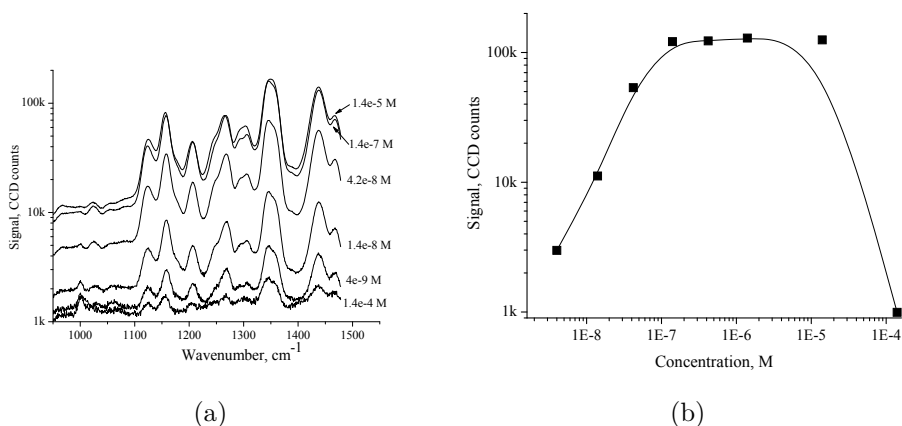 100k
10k
1k
Signal, CCD counts
1.4e-5 M
1.4e-7 M
4.2e-8 M
1.4e-8 M
4e-9 M
1.4e-4 M
1000 1100 1200 1300 1400 1500
Wavenumber, cm-1
(a)
100k
10k
1k
Signal, CCD counts
1E-8 1E-7 1E-6 1E-5 1E-4
Concentration, M
(b)